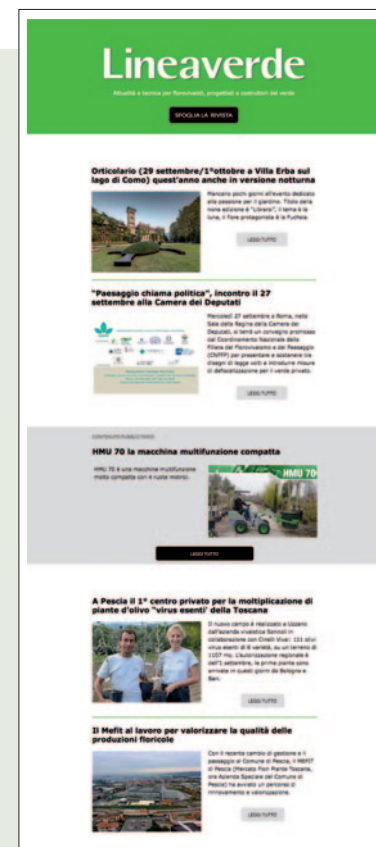 Lineaverde
Attualità e tecnica per florovivaisti, progettisti e costruttori del verde
SFOGLIA LA RIVISTA
Orticolario (29 settembre/1°ottobre a Villa Erba sul
lago di Como) quest'anno anche in versione notturna
Mancano pochi giorni all'evento dedicato
alla passione per il giardino. Titolo della
nona edizione è "Librarsi", il tema è la
luna, il fiore protagonista è la Fuchsia.
LEGGI TUTTO
"Paesaggio chiama politica", incontro il 27
settembre alla Camera dei Deputati
Mercoledì 27 settembre a Roma, nella
Sala della Regina della Camera dei
Deputati, si terrà un convegno promosso
dal Coordinamento Nazionale della
Filiera del Florovivaismo e del Paesaggio
per presentare e sostenere tre
disegni di legge volti a introdurre misure
di defiscalizzazione per il verde privato.
LEGGI TUTTO
CONTENUTO PUBBLICITARIO
HMU 70 la macchina multifunzione compatta
HMU 70 è una macchina multifunzione
molto compatta con 4 ruote motrici.
HMU 70
LEGGI TUTTO
A Pescia il 1° centro privato per la moltiplicazione di
piante d'olivo "virus esenti' della Toscana
Il nuovo campo è realizzato a Uzzano
dall'azienda vivaistica Sonnoli in
collaborazione con Cinelli Vivai: 131 olivi
virus esenti di 6 varietà, su un terreno di
1107 mq. L'autorizzazione regionale è
dell'1 settembre, le prime piante sono
arrivate in questi giorni da Bologna e
Bari.
LEGGI TUTTO
Il Mefit al lavoro per valorizzare la qualità delle
produzioni floricole
Con il recente cambio di gestione e il
passaggio al Comune di Pescia, il MEFIT
di Pescia (Mercato Fiori Piante Toscana,
ora Azienda Speciale del Comune di
Pescia) ha avviato un percorso di
rinnovamento e valorizzazione.
LEGGI TUTTO